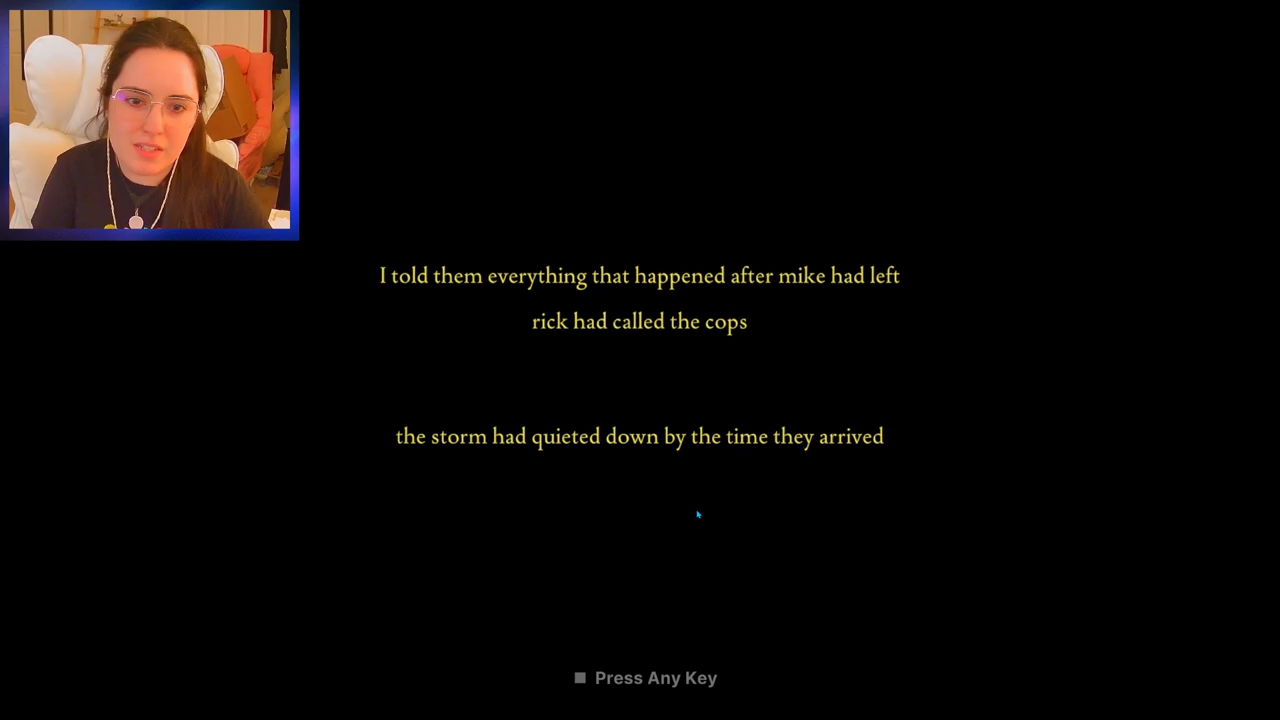 I told them everything that happened after mike had left
rick had called the cops
the storm had quieted down by the time they arrived
Press Any Key